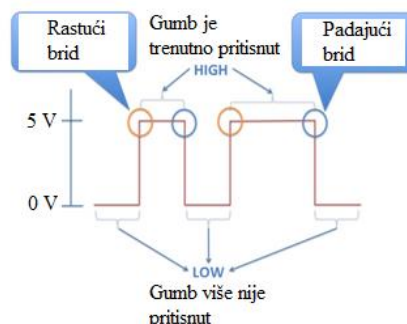 Rastući
brid
Gumb je
trenutno pritisnut
HIGH
Padajući
brid
5 V
0 V
LOW
Gumb više nije
pritisnut